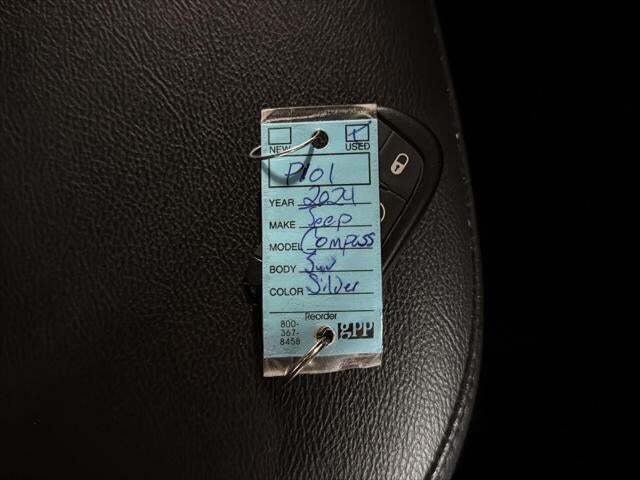 NEW USED
P101
YEAR 2024
MAKE Jeep
MODEL Compass
BODY Suv
COLOR Silver
Reorder
800-
367-
8458
gpp